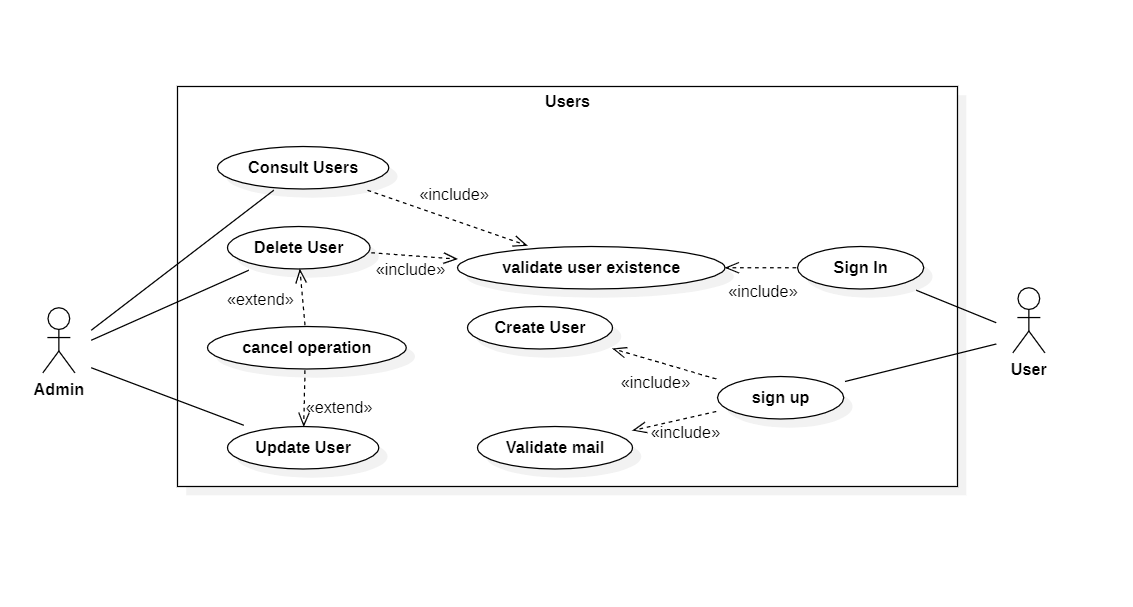 Users
Consult Users
«include»
Delete User
«include»
validate user existence
Sign In
«include»
«extend»
Create User
cancel operation
«include»
Admin
User
sign up
«extend»
«include»
Update User
Validate mail